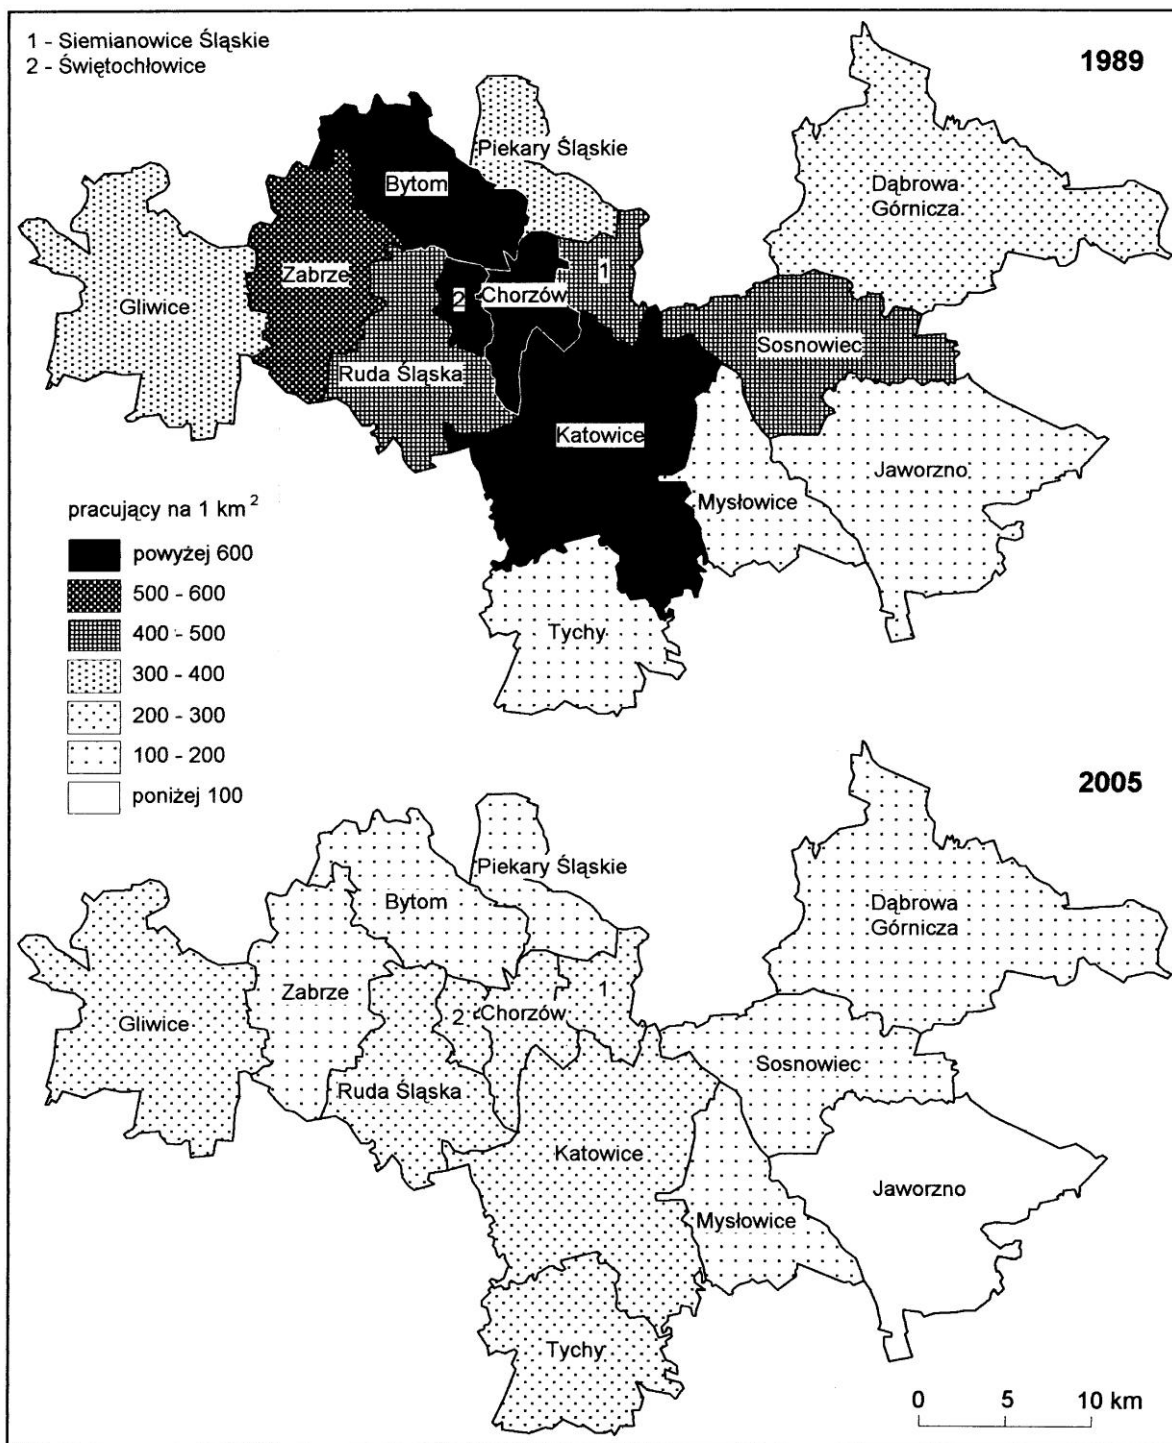 1 - Siemianowice Śląskie
2 - Świętochłowice
1989
Piekary Śląskie
Bytom
Dąbrowa
Górnicza
Zabrze
1
2
Chorzów
Gliwice
Sosnowiec
Ruda Śląska
Katowice
Jaworzno
Mysłowice
Tychy
pracujący na 1 km²
powyżej 600
500 - 600
400 - 500
300 - 400
200 - 300
100 - 200
poniżej 100
2005
Piekary Śląskie
Bytom
Dąbrowa
Górnicza
Zabrze
1
2
Chorzów
Gliwice
Sosnowiec
Ruda Śląska
Katowice
Jaworzno
Mysłowice
Tychy
0 5 10 km